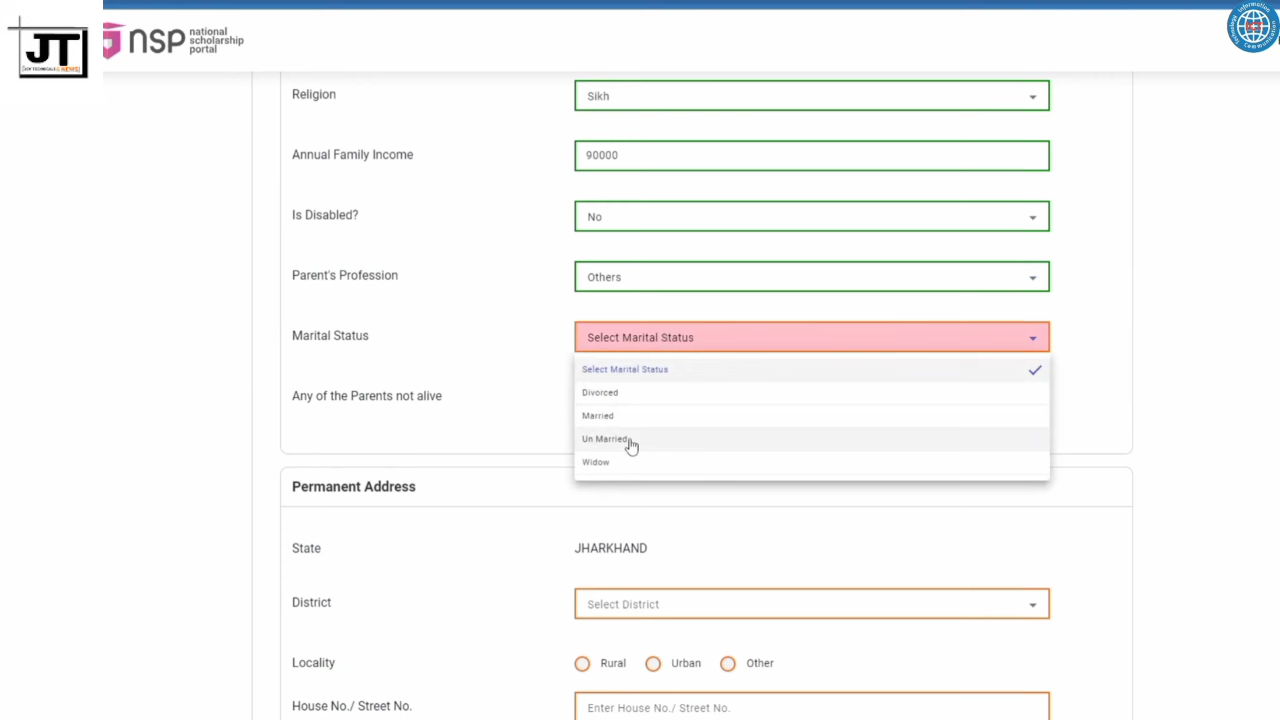 JT
nsp national scholarship portal
Religion
Sikh
Annual Family Income
90000
Is Disabled?
No
Parent's Profession
Others
Marital Status
Select Marital Status
Select Marital Status
Divorced
Any of the Parents not alive
Married
Un Married
Widow
Permanent Address
State
JHARKHAND
District
Select District
Locality
Rural
Urban
Other
House No./ Street No.
Enter House No./ Street No.